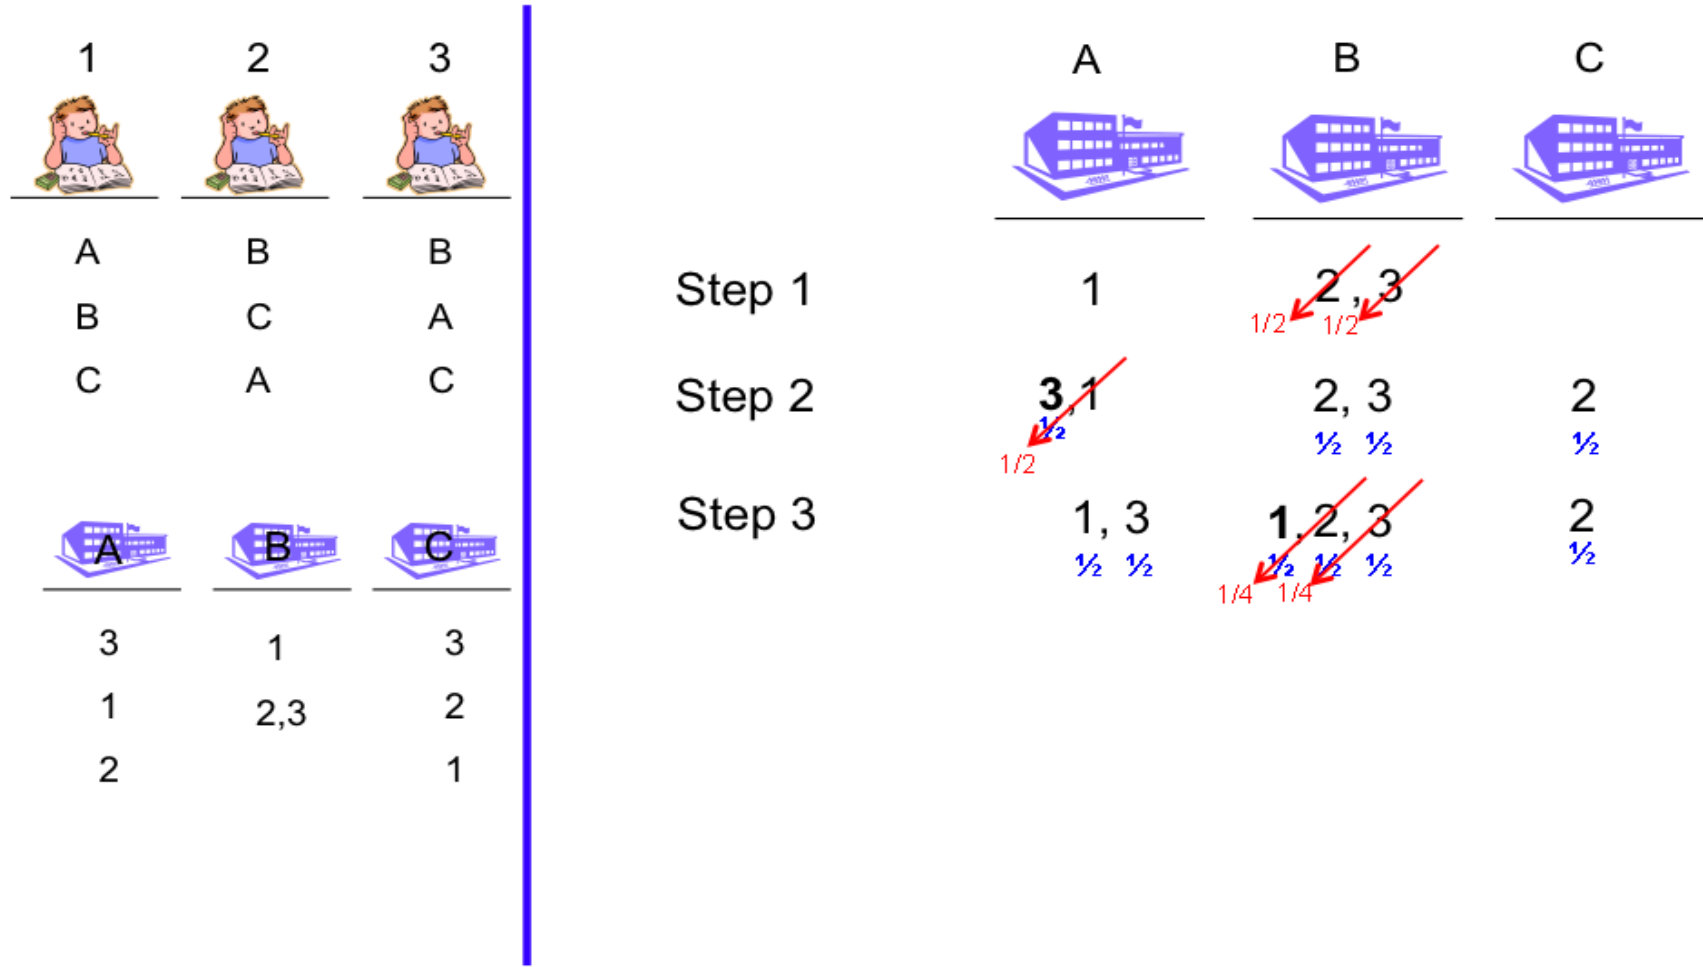 1 2 3
A B B
B C A
C A C
A B C
3 1 3
1 2,3 2
2 1
A B C
Step 1 1 2 , 3
1/2 1/2
Step 2 3,1 2, 3 2
½ ½ ½ ½
1/2
Step 3 1, 3 1, 2, 3 2
½ ½ ½ ½ ½ ½
1/4 1/4